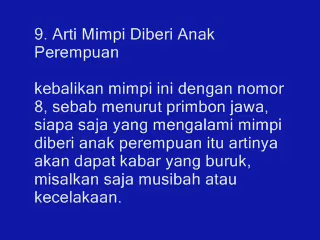 9. Arti Mimpi Diberi Anak
Perempuan
kebalikan mimpi ini dengan nomor
8, sebab menurut primbon jawa,
siapa saja yang mengalami mimpi
diberi anak perempuan itu artinya
akan dapat kabar yang buruk,
misalkan saja musibah atau
kecelakaan.